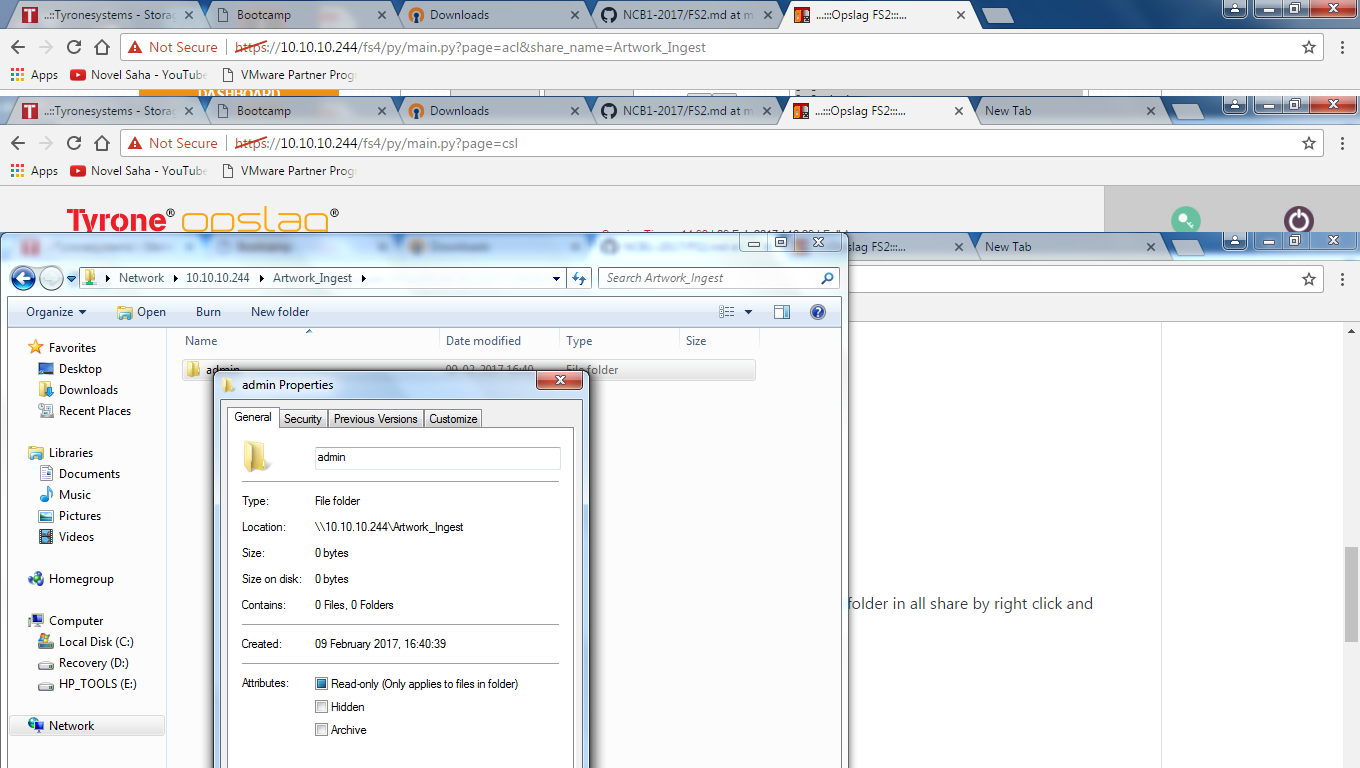 ..::Tyronesystems - Storag
Bootcamp
Downloads
NCB1-2017/FS2.md at m
...:::Opslag FS2:::...
Not Secure
https://10.10.10.244/fs4/py/main.py?page=acl&share_name=Artwork_Ingest
Apps
Novel Saha - YouTube
VMware Partner Prog
DASHBOARD
..::Tyronesystems - Storag
Bootcamp
Downloads
NCB1-2017/FS2.md at m
...:::Opslag FS2:::...
New Tab
Not Secure
https://10.10.10.244/fs4/py/main.py?page=csl
Apps
Novel Saha - YouTube
VMware Partner Prog
Tyrone® opslag®
Downloads
slag FS2:::...
New Tab
Network
10.10.10.244
Artwork_Ingest
Search Artwork_Ingest
Organize
Open
Burn
New folder
Name
Date modified
Type
Size
Favorites
Desktop
Downloads
Recent Places
Libraries
Documents
Music
Pictures
Videos
Homegroup
Computer
Local Disk (C:)
Recovery (D:)
HP_TOOLS (E:)
Network
admin
09-02-2017 16:40
File folder
admin Properties
General
Security
Previous Versions
Customize
admin
Type: File folder
Location: \\10.10.10.244\Artwork_Ingest
Size: 0 bytes
Size on disk: 0 bytes
Contains: 0 Files, 0 Folders
Created: 09 February 2017, 16:40:39
Attributes: Read-only (Only applies to files in folder)
Hidden
Archive
folder in all share by right click and